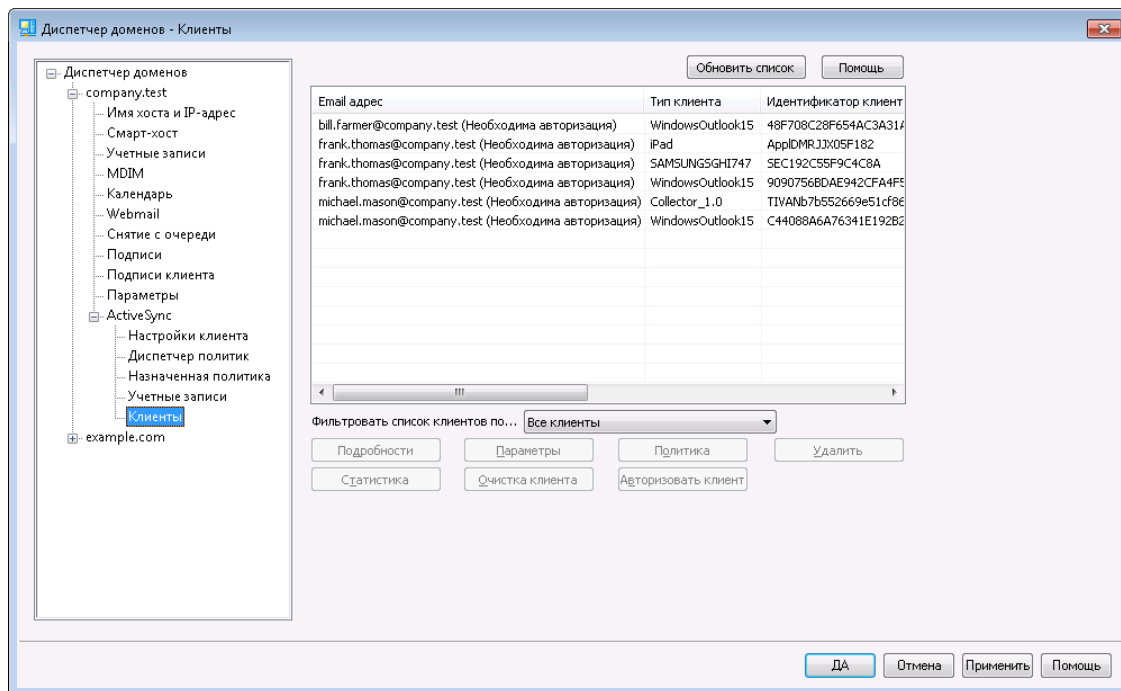 Диспетчер доменов - Клиенты
Диспетчер доменов
company.test
Имя хоста и IP-адрес
Смарт-хост
Учетные записи
MDIM
Календарь
Webmail
Снятие с очереди
Подписи
Подписи клиента
Параметры
ActiveSync
Настройки клиента
Диспетчер политик
Назначенная политика
Учетные записи
Клиенты
example.com
Обновить список Помощь
Email адрес Тип клиента Идентификатор клиент
bill.farmer@company.test (Необходима авторизация) WindowsOutlook15 48F708C28F654AC3A31A
frank.thomas@company.test (Необходима авторизация) iPad ApplDMRJJX05F182
frank.thomas@company.test (Необходима авторизация) SAMSUNGSGHI747 SEC192C55F9C4C8A
frank.thomas@company.test (Необходима авторизация) WindowsOutlook15 9090756BDAE942CFA4F5
michael.mason@company.test (Необходима авторизация) Collector_1.0 TIVANb7b552669e51cf86
michael.mason@company.test (Необходима авторизация) WindowsOutlook15 C44088A6A76341E192B2
Фильтровать список клиентов по... Все клиенты
Подробности Параметры Политика Удалить
Статистика Очистка клиента Авторизовать клиент
ДА Отмена Применить Помощь